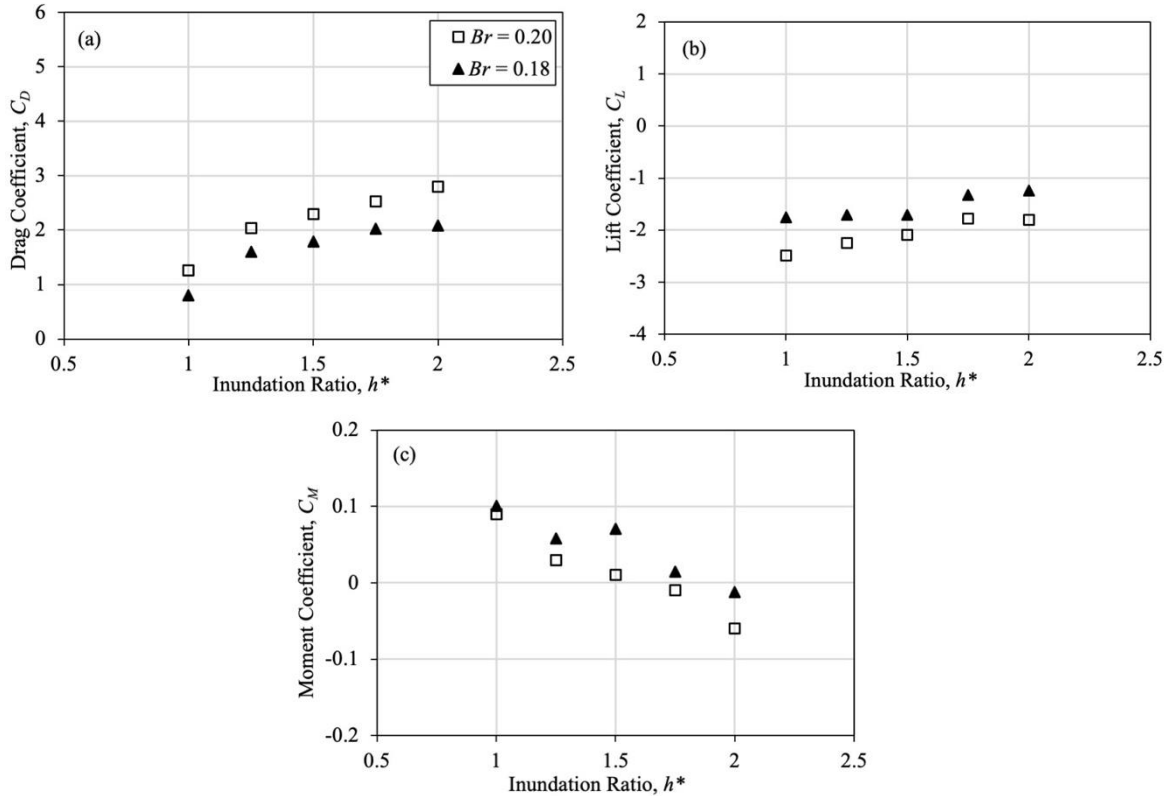 (a)
Br = 0.20
Br = 0.18
6
5
4
3
2
1
0
0.5 1 1.5 2 2.5
Drag Coefficient, C_D
Inundation Ratio, h*
(b)
2
1
0
-1
-2
-3
-4
0.5 1 1.5 2 2.5
Lift Coefficient, C_L
Inundation Ratio, h*
(c)
0.2
0.1
0
-0.1
-0.2
0.5 1 1.5 2 2.5
Moment Coefficient, C_M
Inundation Ratio, h*